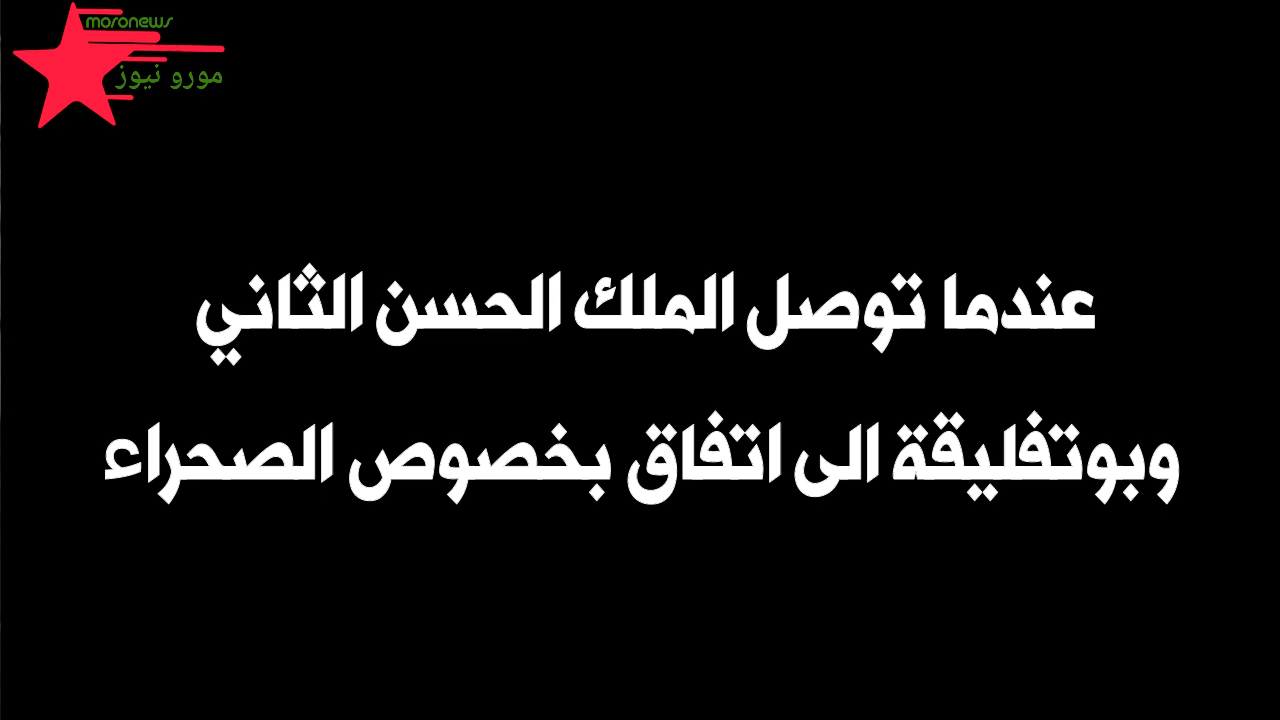 moronews
مورو نيوز
عندما توصل الملك الحسن الثاني
وبوتفليقة الى اتفاق بخصوص الصحراء